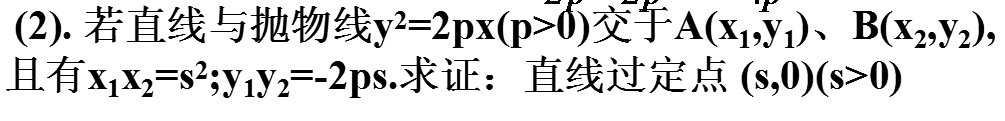 (2). 若直线与抛物线y²=2px(p>0)交于A(x₁,y₁)、B(x₂,y₂),
且有x₁x₂=s²;y₁y₂=-2ps.求证：直线过定点 (s,0)(s>0)